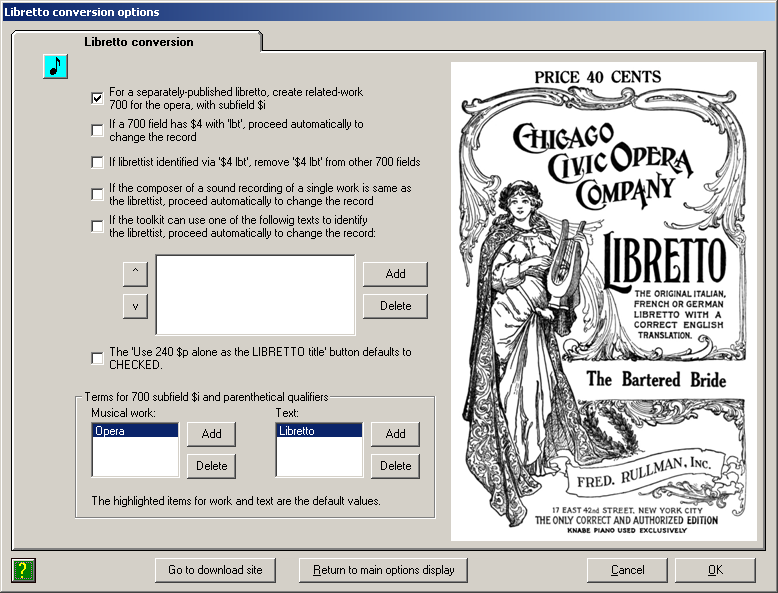 Libretto conversion options
Libretto conversion
For a separately-published libretto, create related-work
700 for the opera, with subfield $i
If a 700 field has $4 with 'lbt', proceed automatically to
change the record
If librettist identified via '$4 lbt', remove '$4 lbt' from other 700 fields
If the composer of a sound recording of a single work is same as
the librettist, proceed automatically to change the record
If the toolkit can use one of the followig texts to identify
the librettist, proceed automatically to change the record:
^
Add
v
Delete
The 'Use 240 $p alone as the LIBRETTO title' button defaults to
CHECKED.
Terms for 700 subfield $i and parenthetical qualifiers
Musical work:
Text:
Opera
Add
Libretto
Add
Delete
Delete
The highlighted items for work and text are the default values.
PRICE 40 CENTS
CHICAGO
CIVIC OPERA
COMPANY
LIBRETTO
THE ORIGINAL ITALIAN,
FRENCH OR GERMAN
LIBRETTO WITH A
CORRECT ENGLISH
TRANSLATION.
The Bartered Bride
FRED. RULLMAN, INC.
17 EAST 42nd STREET, NEW YORK CITY
THE ONLY CORRECT AND AUTHORIZED EDITION
KNABE PIANO USED EXCLUSIVELY
?
Go to download site
Return to main options display
Cancel
OK